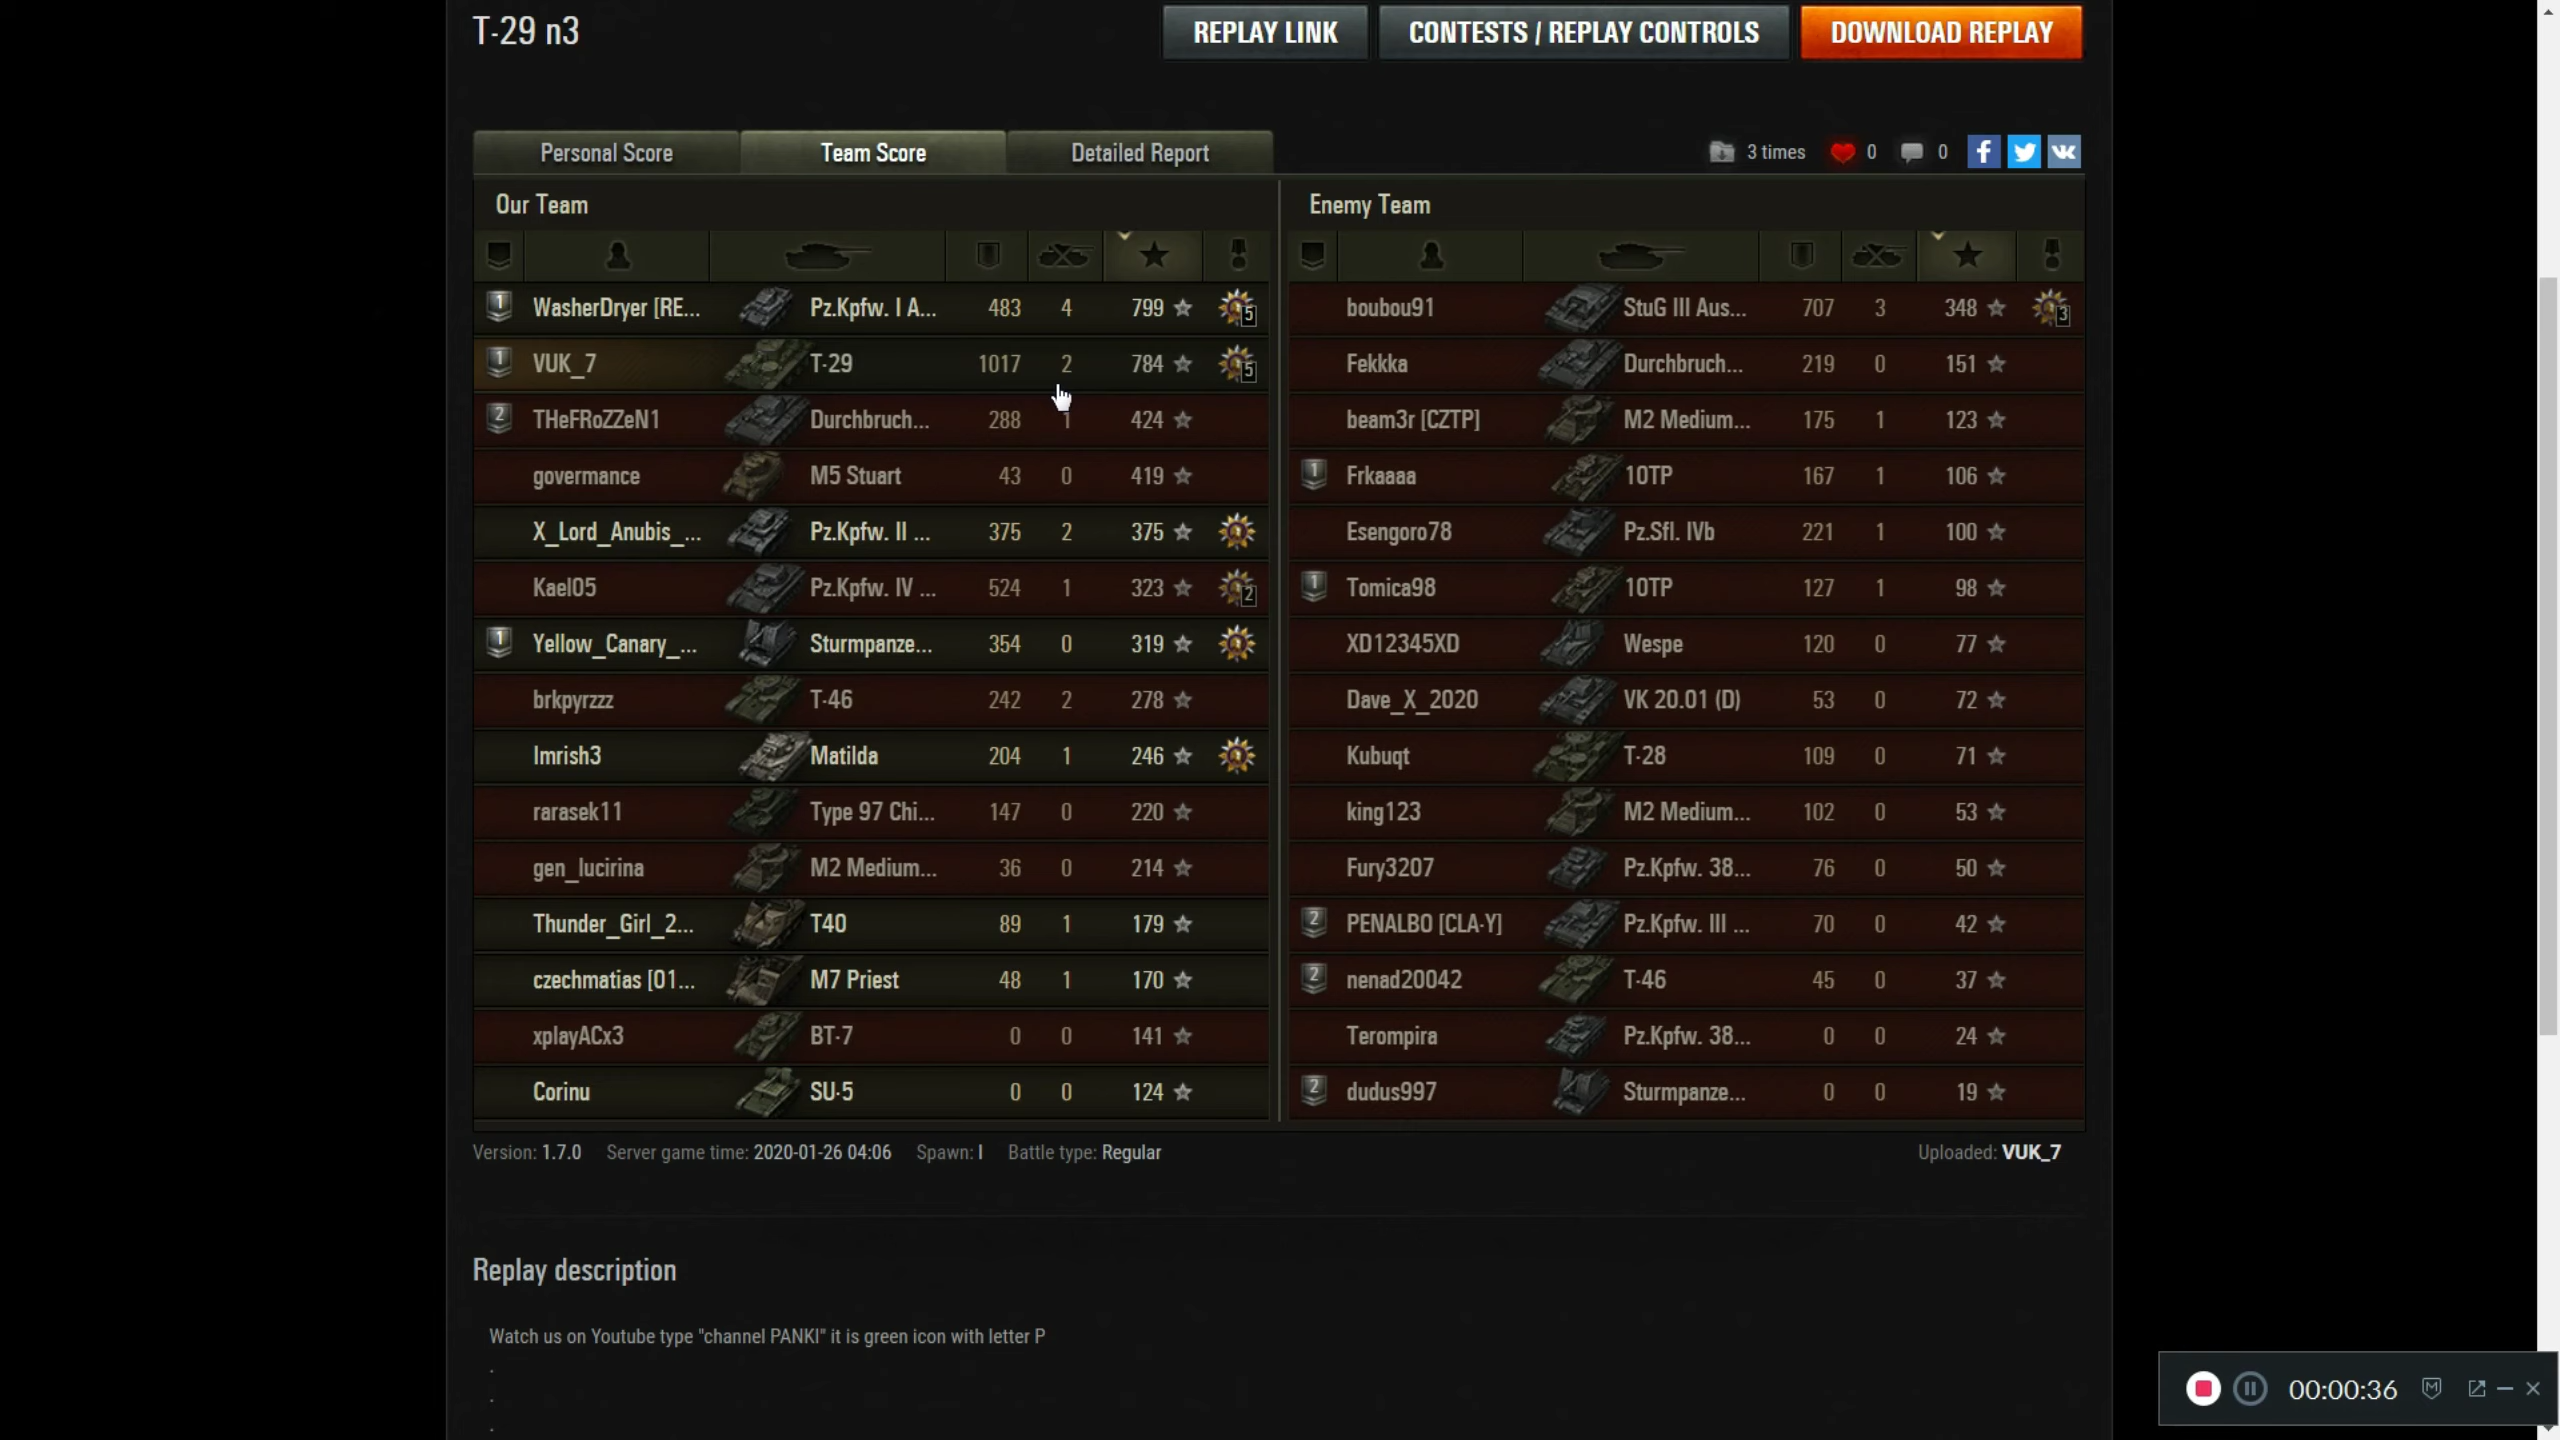 T-29 n3
REPLAY LINK
CONTESTS / REPLAY CONTROLS
DOWNLOAD REPLAY
Personal Score
Team Score
Detailed Report
3 times
0
0
Our Team
1 WasherDryer [RE... Pz.Kpfw. I A... 483 4 799 5
1 VUK_7 T-29 1017 2 784 5
2 THeFRoZZeN1 Durchbruch... 288 1 424
govermance M5 Stuart 43 0 419
X_Lord_Anubis_... Pz.Kpfw. II ... 375 2 375
Kael05 Pz.Kpfw. IV ... 524 1 323 2
1 Yellow_Canary_... Sturmpanze... 354 0 319
brkpyrzzz T-46 242 2 278
Imrish3 Matilda 204 1 246
rarasek11 Type 97 Chi... 147 0 220
gen_lucirina M2 Medium... 36 0 214
Thunder_Girl_2... T40 89 1 179
czechmatias [O1... M7 Priest 48 1 170
xplayACx3 BT-7 0 0 141
Corinu SU-5 0 0 124
Enemy Team
boubou91 StuG III Aus... 707 3 348 3
Fekkka Durchbruch... 219 0 151
beam3r [CZTP] M2 Medium... 175 1 123
1 Frkaaaa 10TP 167 1 106
Esengoro78 Pz.Sfl. IVb 221 1 100
1 Tomica98 10TP 127 1 98
XD12345XD Wespe 120 0 77
Dave_X_2020 VK 20.01 (D) 53 0 72
Kubuqt T-28 109 0 71
king123 M2 Medium... 102 0 53
Fury3207 Pz.Kpfw. 38... 76 0 50
2 PENALBO [CLA-Y] Pz.Kpfw. III ... 70 0 42
2 nenad20042 T-46 45 0 37
Terompira Pz.Kpfw. 38... 0 0 24
2 dudus997 Sturmpanze... 0 0 19
Version: 1.7.0 Server game time: 2020-01-26 04:06 Spawn: I Battle type: Regular
Uploaded: VUK_7
Replay description
Watch us on Youtube type "channel PANKI" it is green icon with letter P
.
.
.
00:00:36